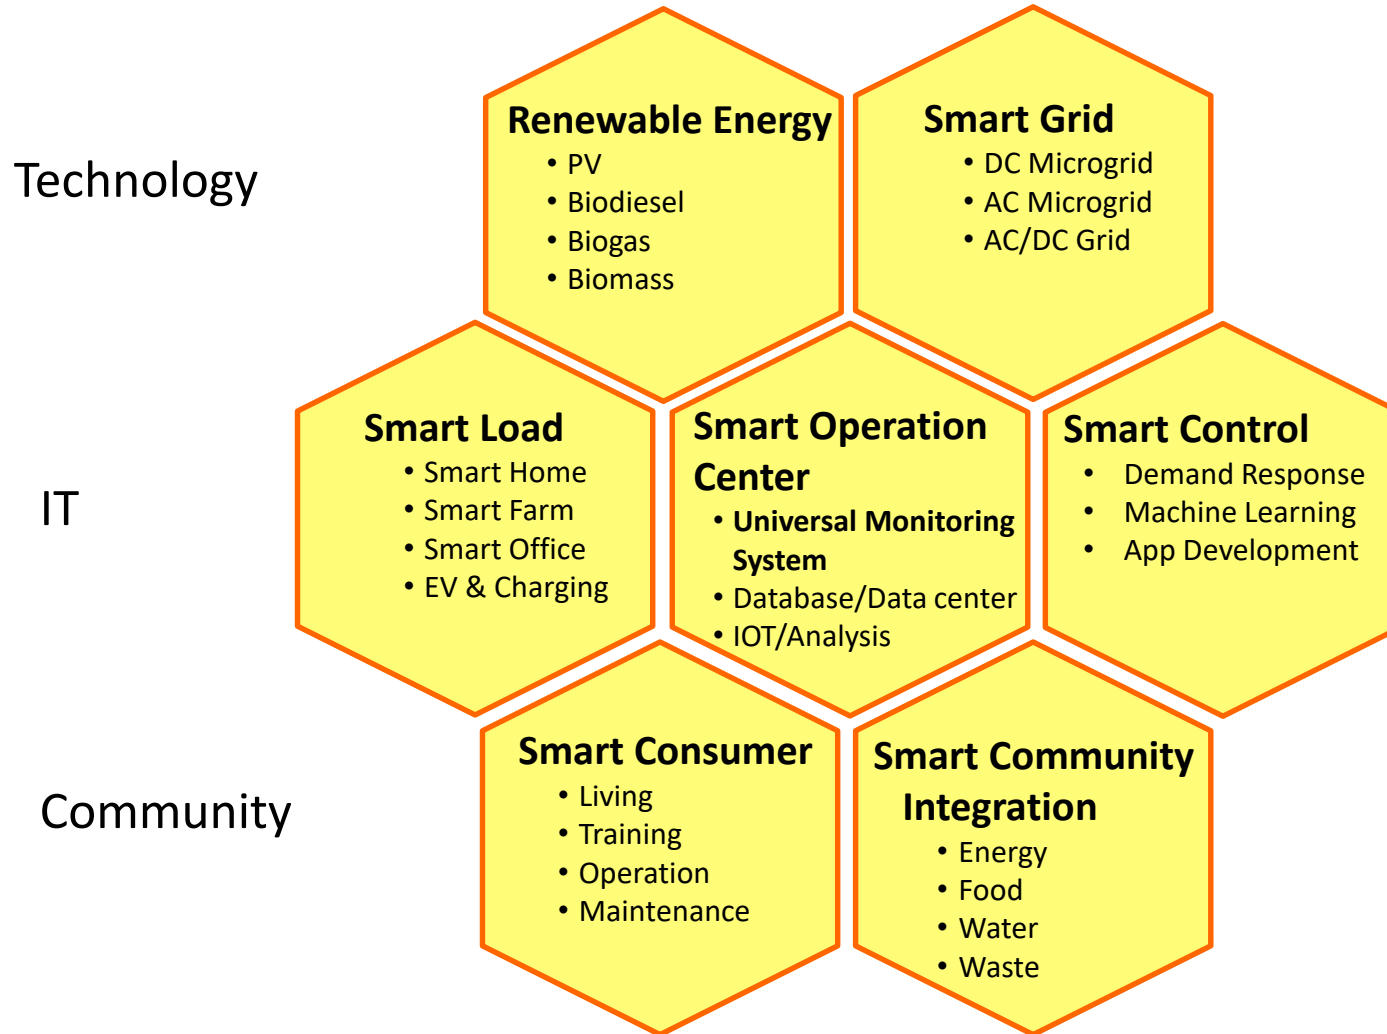 Technology
Renewable Energy
• PV
• Biodiesel
• Biogas
• Biomass
Smart Grid
• DC Microgrid
• AC Microgrid
• AC/DC Grid
IT
Smart Load
• Smart Home
• Smart Farm
• Smart Office
• EV & Charging
Smart Operation
Center
• Universal Monitoring
System
• Database/Data center
• IOT/Analysis
Smart Control
• Demand Response
• Machine Learning
• App Development
Community
Smart Consumer
• Living
• Training
• Operation
• Maintenance
Smart Community
Integration
• Energy
• Food
• Water
• Waste